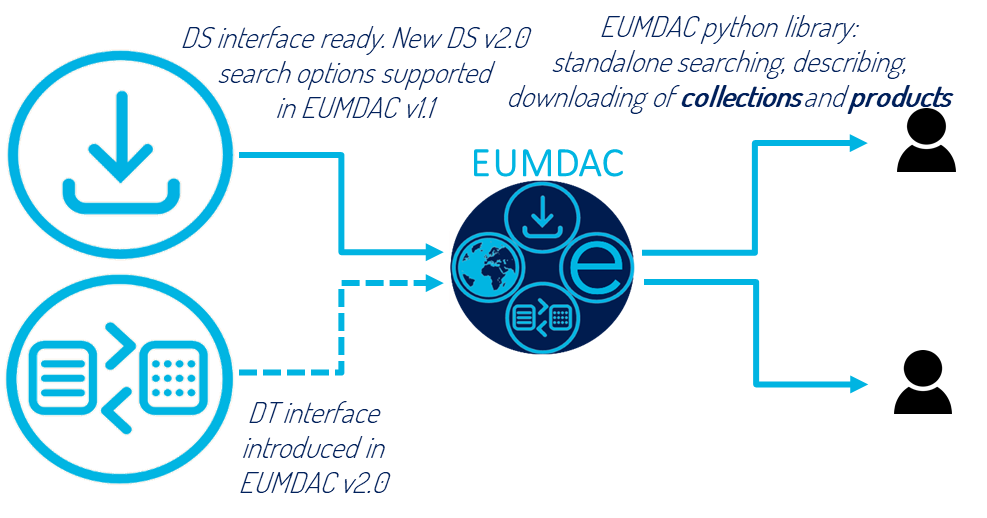 DS interface ready. New DS v2.0
search options supported
in EUMDAC v1.1
EUMDAC python library:
standalone searching, describing,
downloading of collections and products
EUMDAC
e
DT interface
introduced in
EUMDAC v2.0